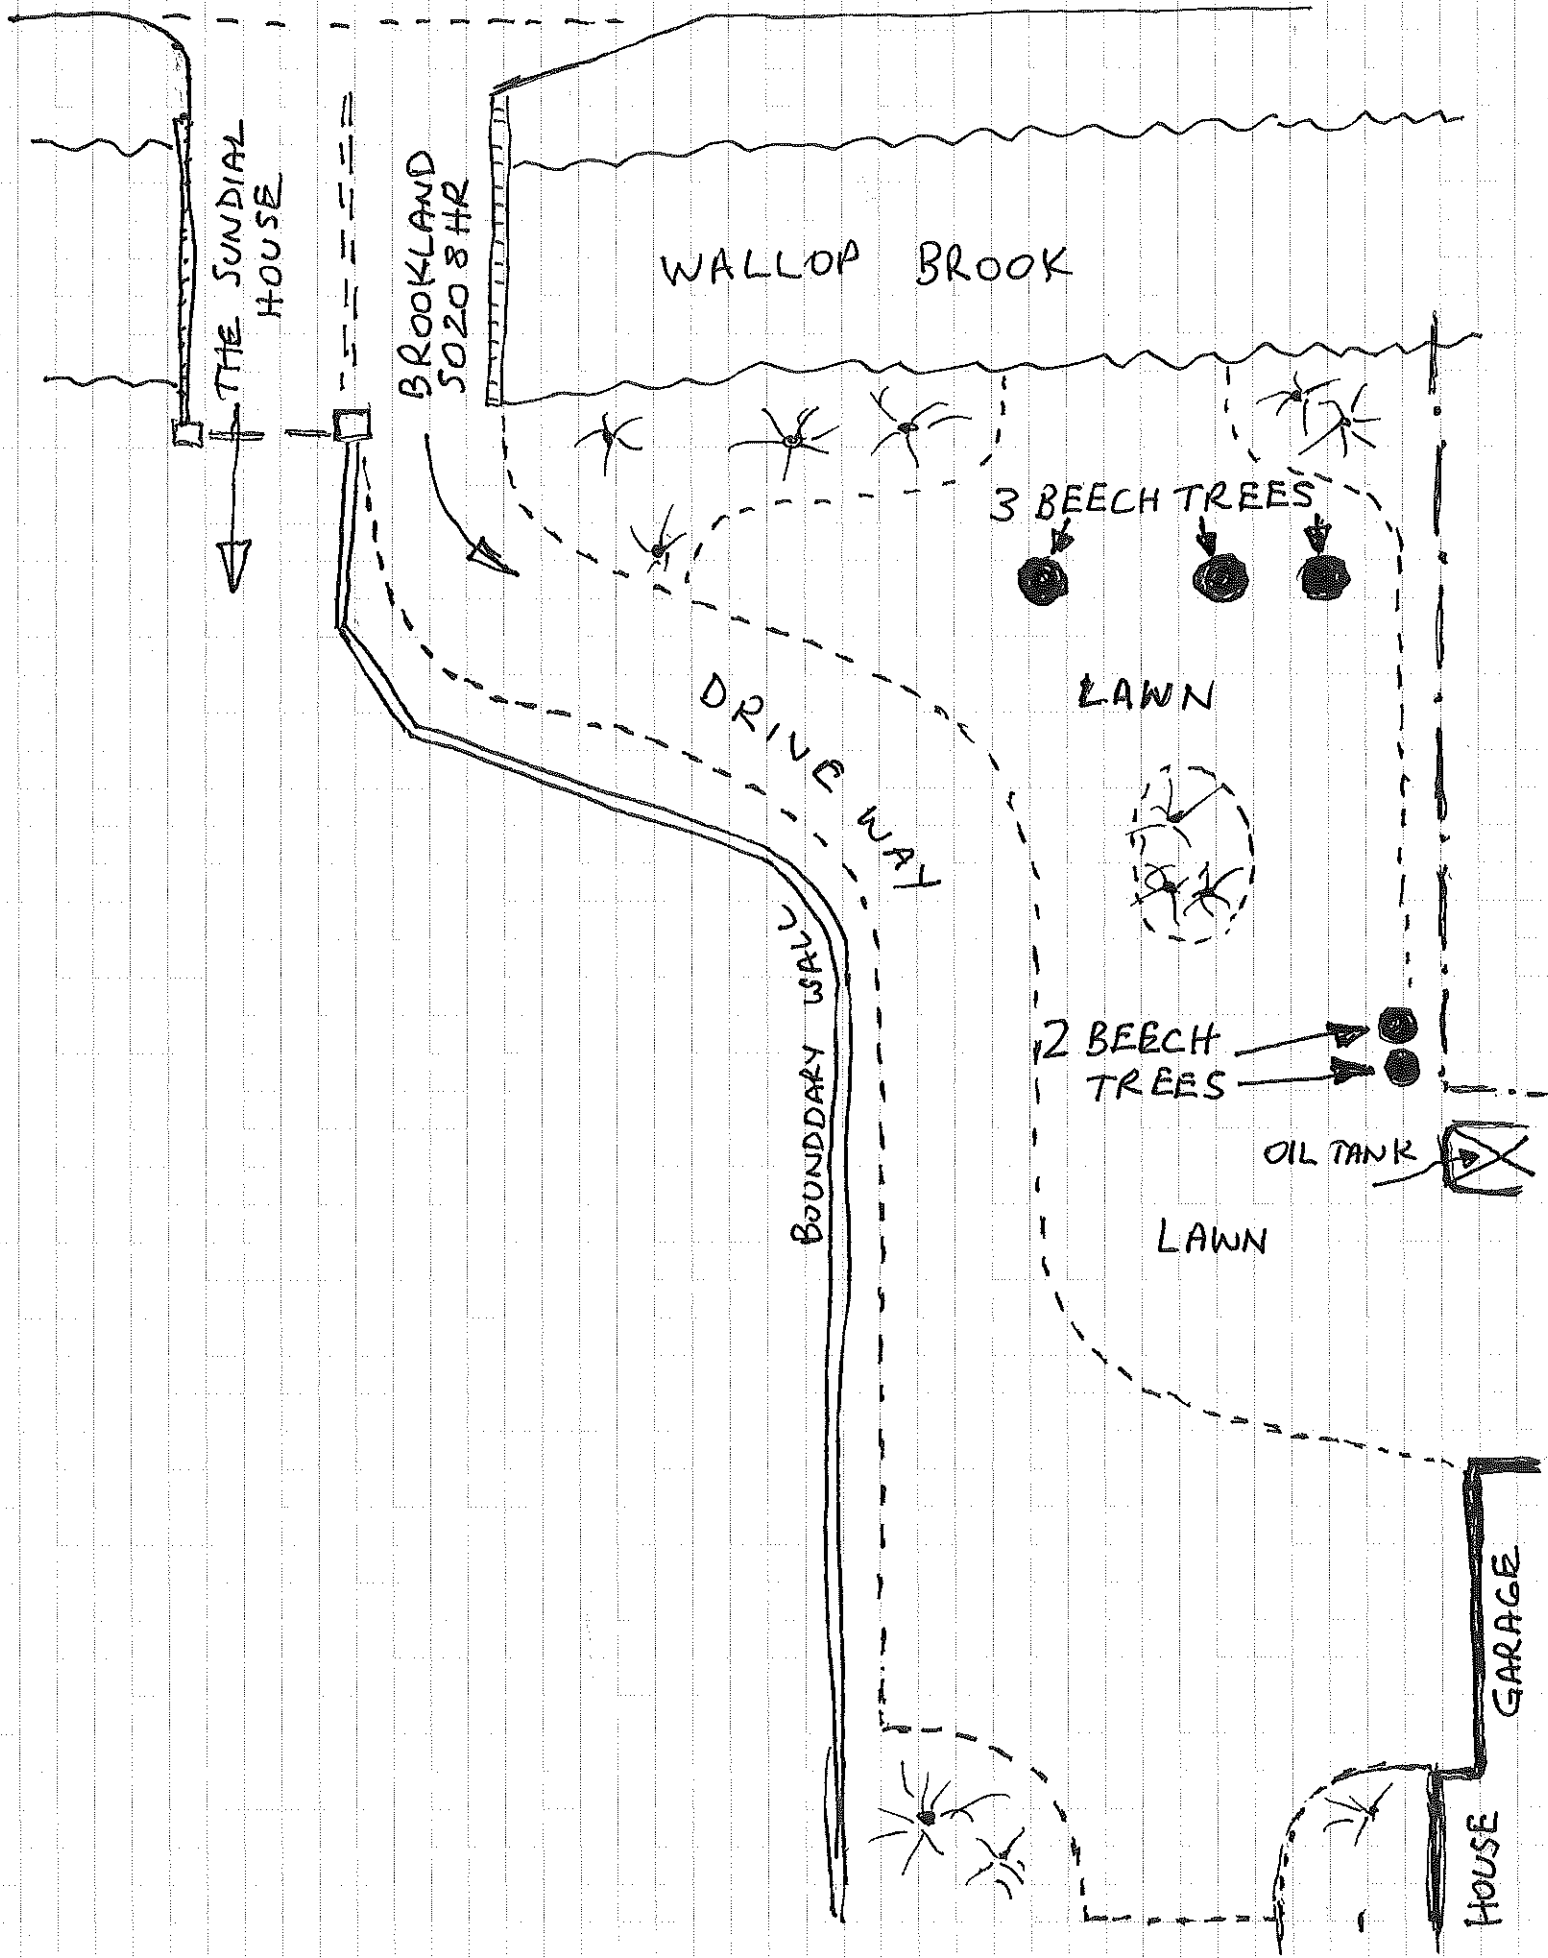 THE SUNDIAL
HOUSE
BROOKLAND
SO20 8HR
WALLOP BROOK
3 BEECH TREES
LAWN
DRIVE WAY
BOUNDDARY WALL
2 BEECH
TREES
OIL TANK
LAWN
GARAGE
HOUSE